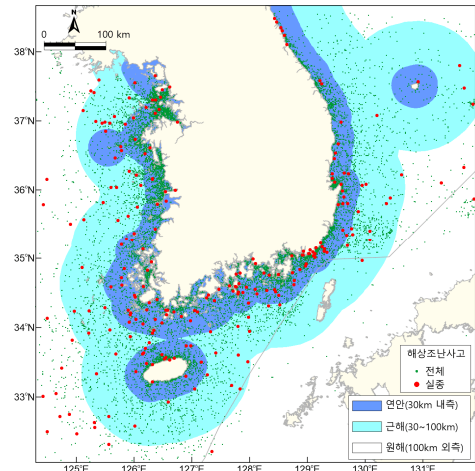 N
0 100 km
38°N
37°N
36°N
35°N
34°N
33°N
125°E 126°E 127°E 128°E 129°E 130°E 131°E
해상조난사고
전체
실종
연안(30km 내측)
근해(30~100km)
원해(100km 외측)